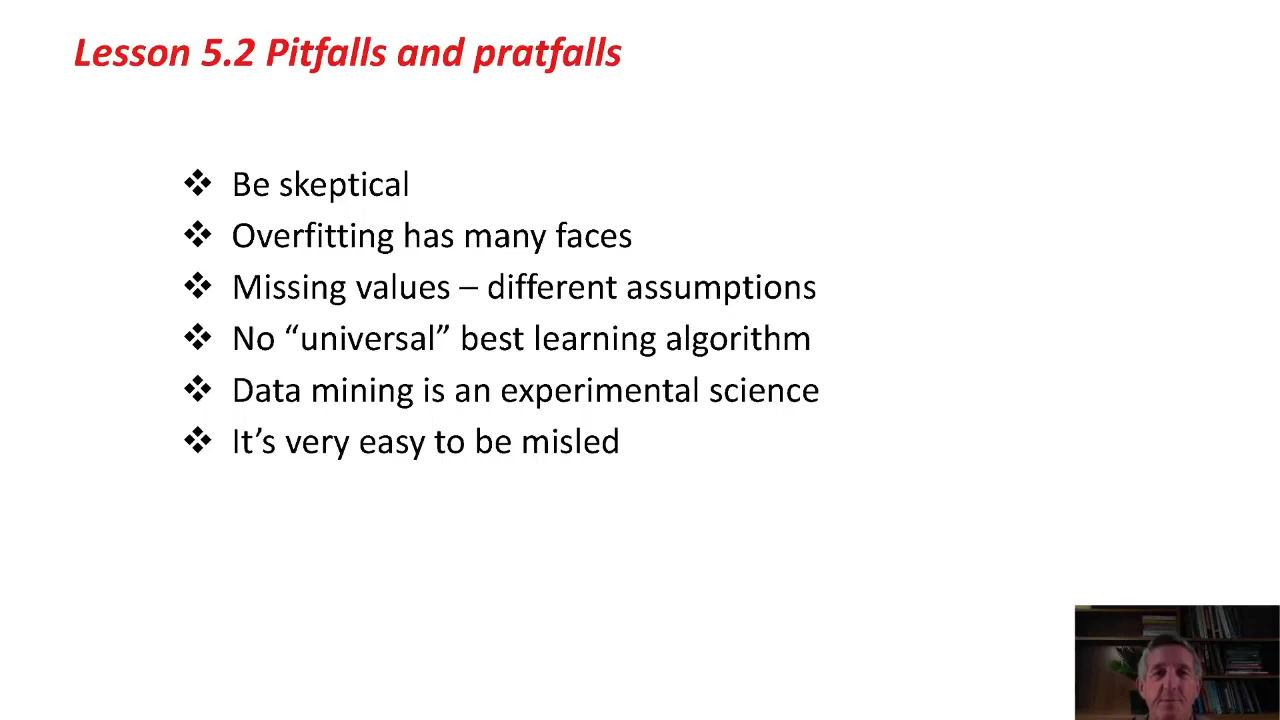 Lesson 5.2 Pitfalls and pratfalls
❖ Be skeptical
❖ Overfitting has many faces
❖ Missing values – different assumptions
❖ No “universal” best learning algorithm
❖ Data mining is an experimental science
❖ It’s very easy to be misled